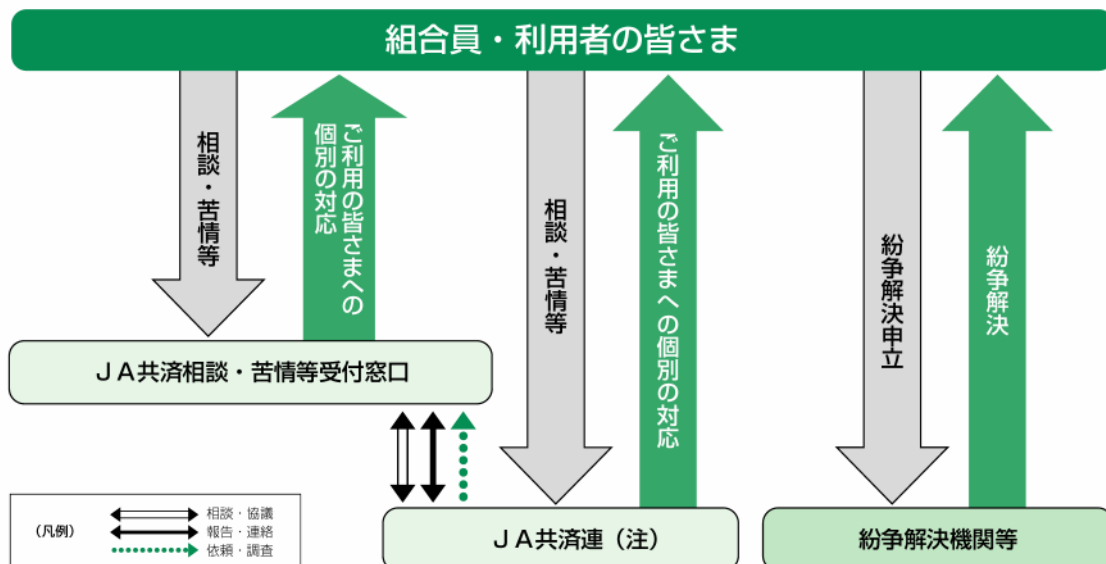 組合員・利用者の皆さま
相談・苦情等
ご利用の皆さまへの
個別の対応
相談・苦情等
ご利用の皆さまへの個別の対応
紛争解決申立
紛争解決
ＪＡ共済相談・苦情等受付窓口
（凡例）
相談・協議
報告・連絡
依頼・調査
ＪＡ共済連（注）
紛争解決機関等